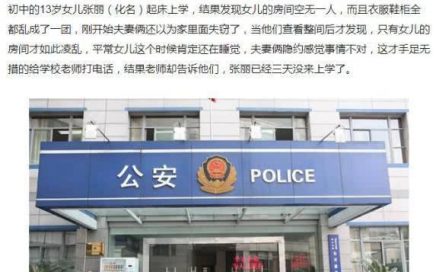 初中的13岁女儿张丽（化名）起床上学，结果发现女儿的房间空无一人，而且衣服鞋柜全
都乱成了一团，刚开始夫妻俩还以为家里面失窃了，当他们查看整间后才发现，只有女儿的
房间才如此凌乱，平常女儿这个时候肯定还在睡觉，夫妻俩隐约感觉事情不对，这才手足无
措的给学校老师打电话，结果老师却告诉他们，张丽已经三天没来上学了。
公安
POLICE